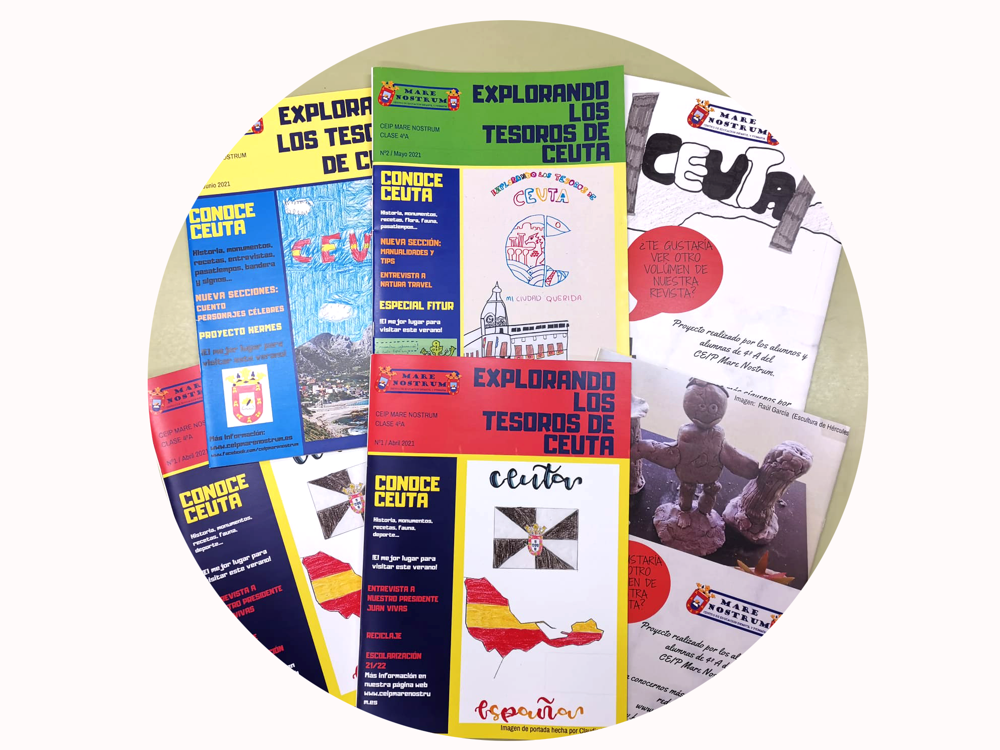 EXPLORA
LOS TESO
DE C
OSTRUM
Junio 2021
CONOCE
CEUTA
Historia, monumentos,
recetas, entrevistas,
pasatiempos, bandera
y signos...
NUEVA SECCIONES:
CUENTO
PERSONAJES CÉLEBRES
PROYECTO HERMES
¡El mejor lugar para
visitar este verano!
Más información:
www.ceipmarenostrum.es
www.facebook.com/ceipmarenostrum
CEU
MARE
NOSTRUM
CENTRO DE EDUCACIÓN INFANTIL Y PRIMARIA
CEIP MARE NOSTRUM
CLASE 4ºA
Nº2 / Mayo 2021
EXPLORANDO
LOS
TESOROS DE
CEUTA
CONOCE
CEUTA
Historia, monumentos,
recetas, flora, fauna,
pasatiempos...
NUEVA SECCIÓN:
MANUALIDADES Y
TIPS
ENTREVISTA A
NATURA TRAVEL
ESPECIAL FITUR
!El mejor lugar para
visitar este verano!
EXPLORANDO LOS TESOROS DE
CEUTA
MI CIUDAD QUERIDA
MARE
NOSTRUM
CENTRO DE EDUCACIÓN INFANTIL Y PRIMARIA
CEUTA
¿TE GUSTARÍA
VER OTRO
VOLÚMEN DE
NUESTRA
REVISTA?
Proyecto realizado por los alumnos y
alumnas de 4º A del
CEIP Mare Nostrum.
más síguenos por
MAR
NOSTR
CEIP MARE NOS
CLASE 4ºA
Nº1 / Abril 2021
CONOCE
CEUTA
Historia, monumentos,
recetas, fauna,
deporte...
!El mejor lugar para
visitar este verano!
EVISTA A
TRO PRESIDENTE
VIVAS
IÓN
en
MARE
NOSTRUM
CENTRO DE EDUCACIÓN INFANTIL Y PRIMARIA
CEIP MARE NOSTRUM
CLASE 4ºA
Nº1 / Abril 2021
EXPLORANDO
LOS
TESOROS DE
CEUTA
CONOCE
CEUTA
Historia, monumentos,
recetas, fauna,
deporte...
!El mejor lugar para
visitar este verano!
ENTREVISTA A
NUESTRO PRESIDENTE
JUAN VIVAS
RECICLAJE
ESCOLARIZACIÓN
21/22
Más información en
nuestra página web
www.ceipmarenostru
m.es
ceuta
españa
Imagen de portada hecha por Claudi
Imagen: Raúl García (Escultura de Hércules
USTARÍA
OTRO
EN DE
TRA
TA?
MARE
NOSTRUM
CENTRO DE EDUCACIÓN INFANTIL Y PRIMARIA
Proyecto realizado por los al
alumnas de 4º A d
CEIP Mare Nos
a conocernos más
red
www